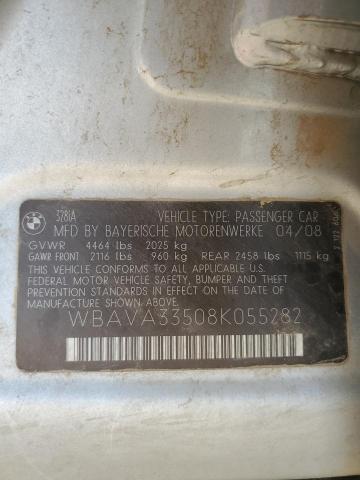 BMW
328iA VEHICLE TYPE: PASSENGER CAR
MFD BY BAYERISCHE MOTORENWERKE 04/08
GVWR 4464 lbs 2025 kg
GAWR FRONT 2116 lbs 960 kg REAR 2458 lbs 1115 kg
THIS VEHICLE CONFORMS TO ALL APPLICABLE U.S.
FEDERAL MOTOR VEHICLE SAFETY, BUMPER, AND
THEFT PREVENTION STANDARDS IN EFFECT ON THE DATE OF
MANUFACTURE SHOWN ABOVE.
WBAVA33508K055282